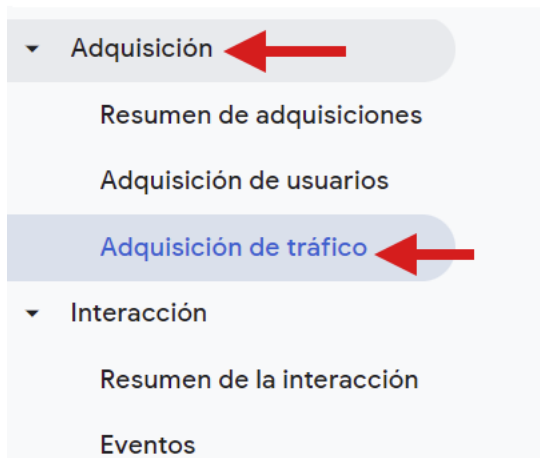 Adquisición
Resumen de adquisiciones
Adquisición de usuarios
Adquisición de tráfico
Interacción
Resumen de la interacción
Eventos